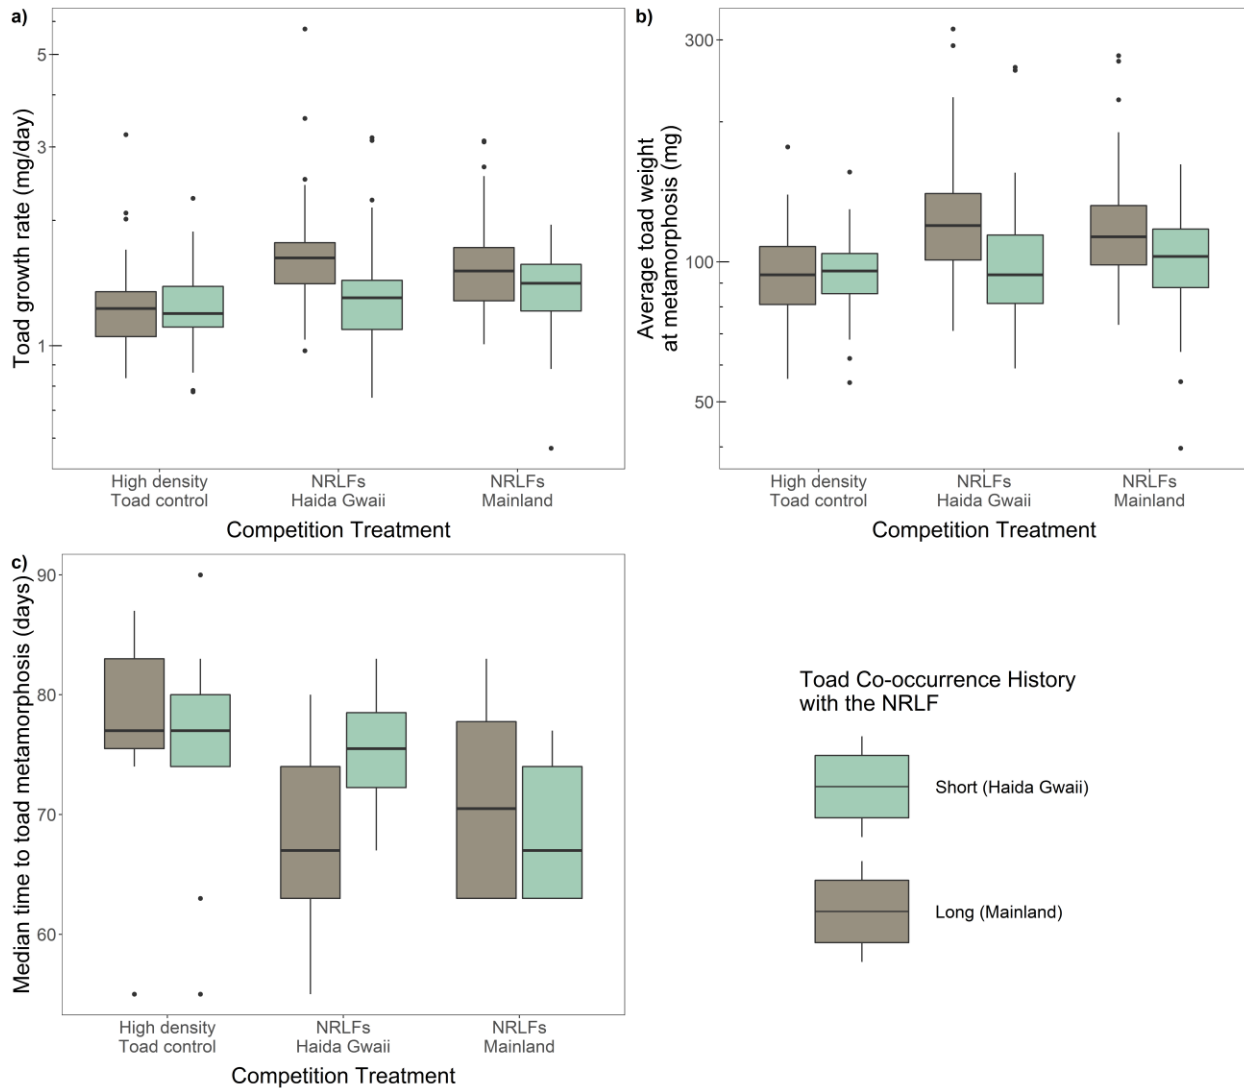 a)
Toad growth rate (mg/day)
5
3
1
High density
Toad control
NRLFs
Haida Gwaii
NRLFs
Mainland
Competition Treatment
b)
Average toad weight
at metamorphosis (mg)
300
100
50
High density
Toad control
NRLFs
Haida Gwaii
NRLFs
Mainland
Competition Treatment
c)
Median time to toad metamorphosis (days)
90
80
70
60
High density
Toad control
NRLFs
Haida Gwaii
NRLFs
Mainland
Competition Treatment
Toad Co-occurrence History
with the NRLF
Short (Haida Gwaii)
Long (Mainland)